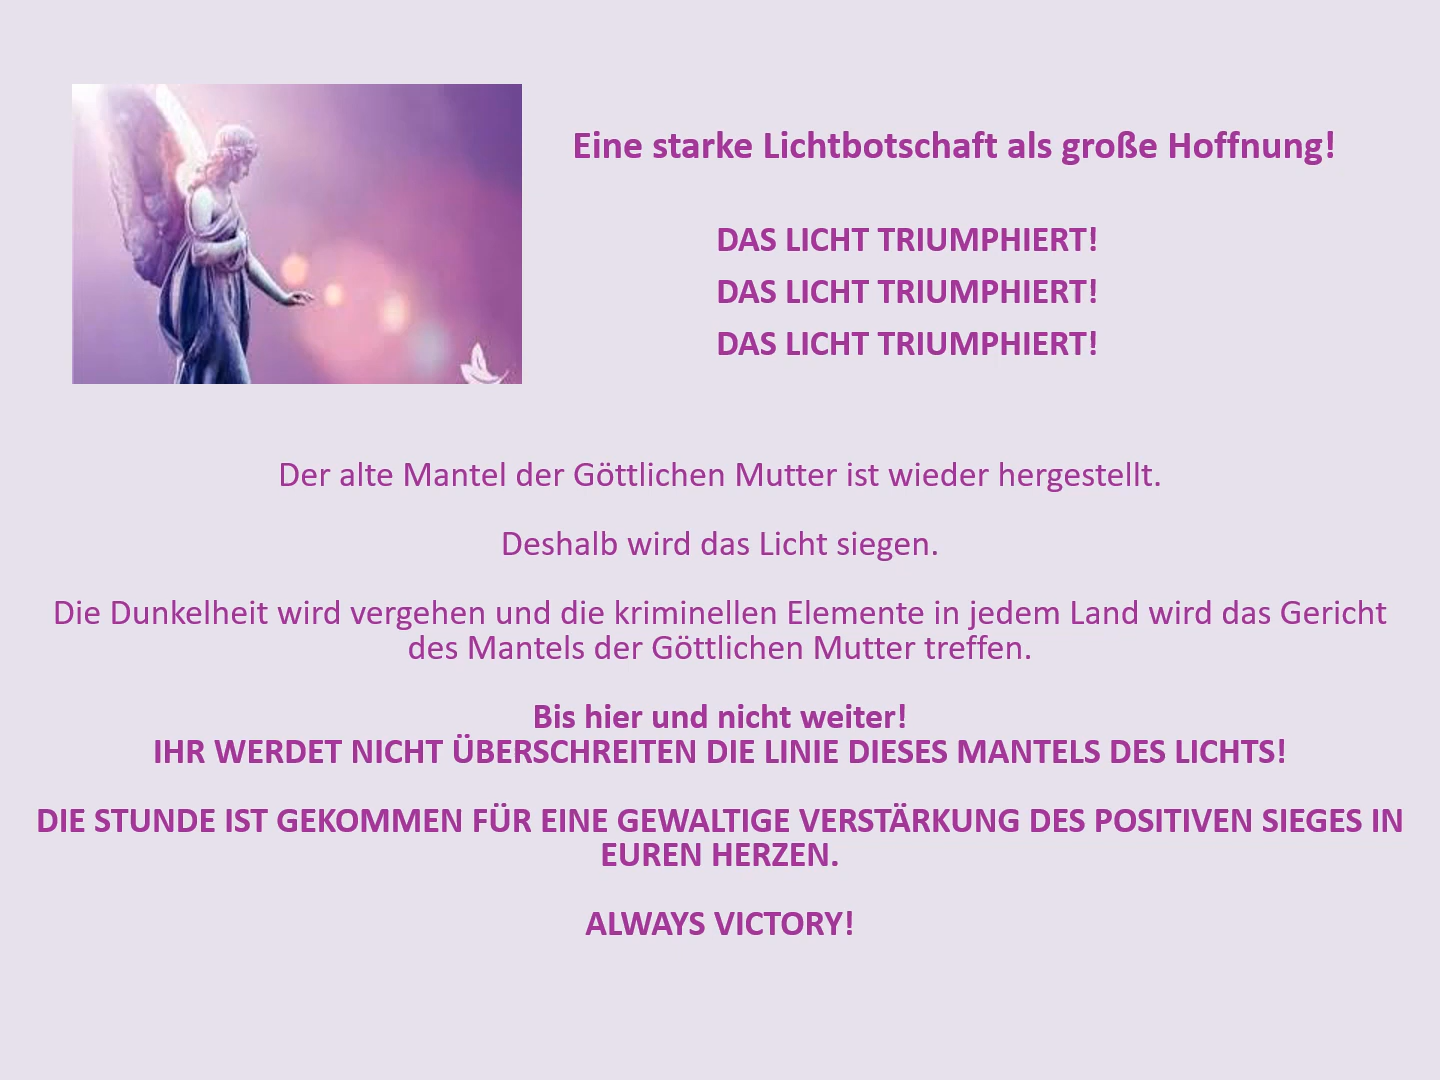 Eine starke Lichtbotschaft als große Hoffnung!
DAS LICHT TRIUMPHIERT!
DAS LICHT TRIUMPHIERT!
DAS LICHT TRIUMPHIERT!
Der alte Mantel der Göttlichen Mutter ist wieder hergestellt.
Deshalb wird das Licht siegen.
Die Dunkelheit wird vergehen und die kriminellen Elemente in jedem Land wird das Gericht
des Mantels der Göttlichen Mutter treffen.
Bis hier und nicht weiter!
IHR WERDET NICHT ÜBERSCHREITEN DIE LINIE DIESES MANTELS DES LICHTS!
DIE STUNDE IST GEKOMMEN FÜR EINE GEWALTIGE VERSTÄRKUNG DES POSITIVEN SIEGES IN
EUREN HERZEN.
ALWAYS VICTORY!